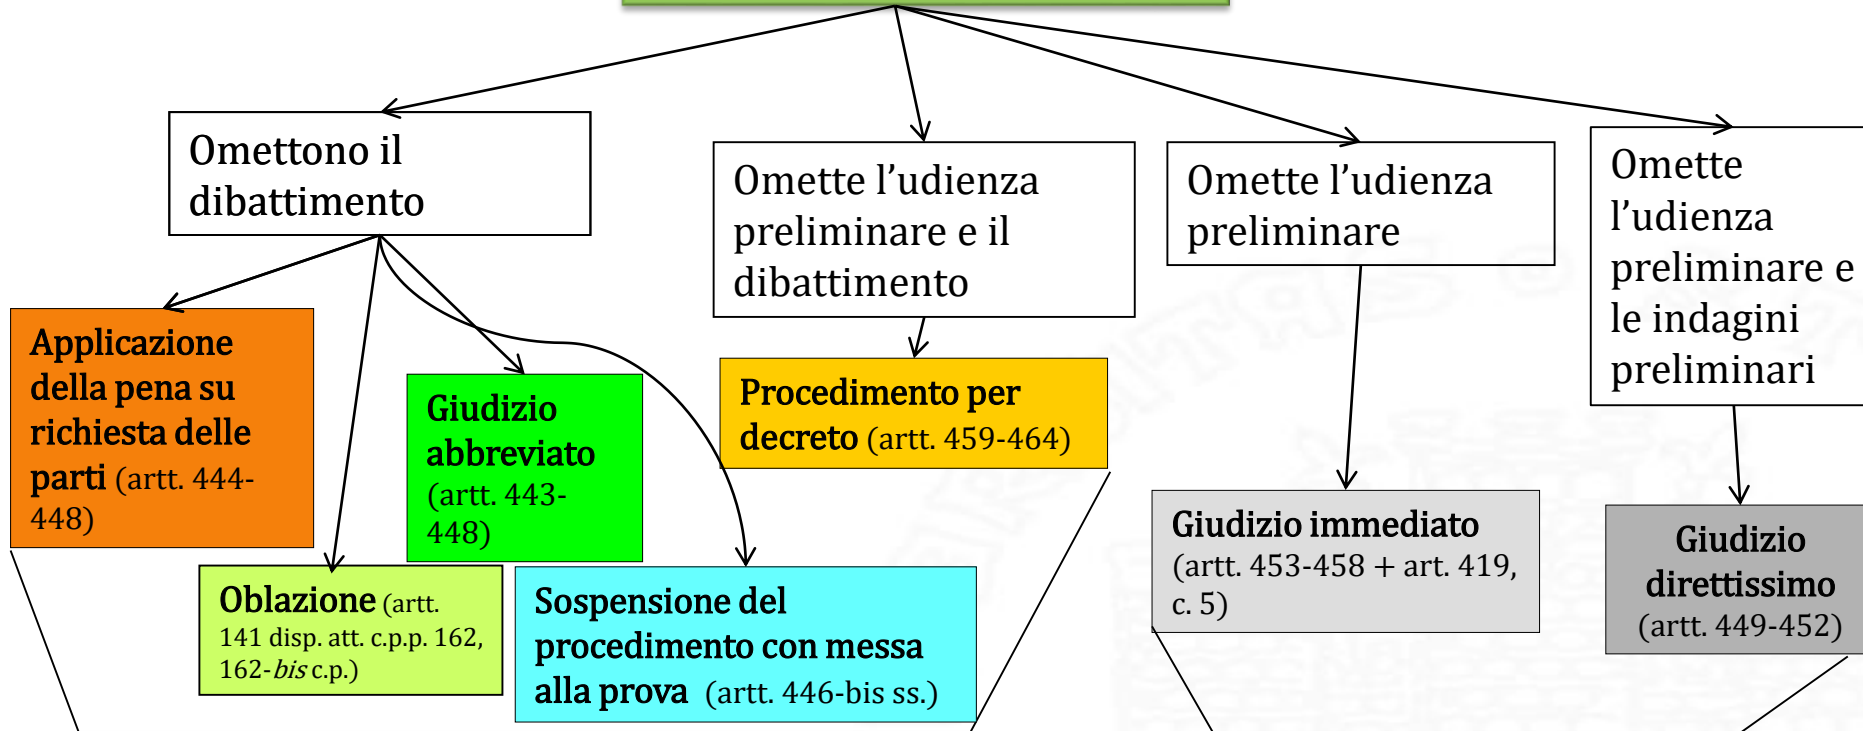 Omettono il
dibattimento
Omette l’udienza
preliminare e il
dibattimento
Omette l’udienza
preliminare
Omette
l’udienza
preliminare e
le indagini
preliminari
Applicazione
della pena su
richiesta delle
parti (artt. 444-
448)
Giudizio
abbreviato
(artt. 443-
448)
Procedimento per
decreto (artt. 459-464)
Oblazione (artt.
141 disp. att. c.p.p. 162,
162-bis c.p.)
Sospensione del
procedimento con messa
alla prova (artt. 446-bis ss.)
Giudizio immediato
(artt. 453-458 + art. 419,
c. 5)
Giudizio
direttissimo
(artt. 449-452)